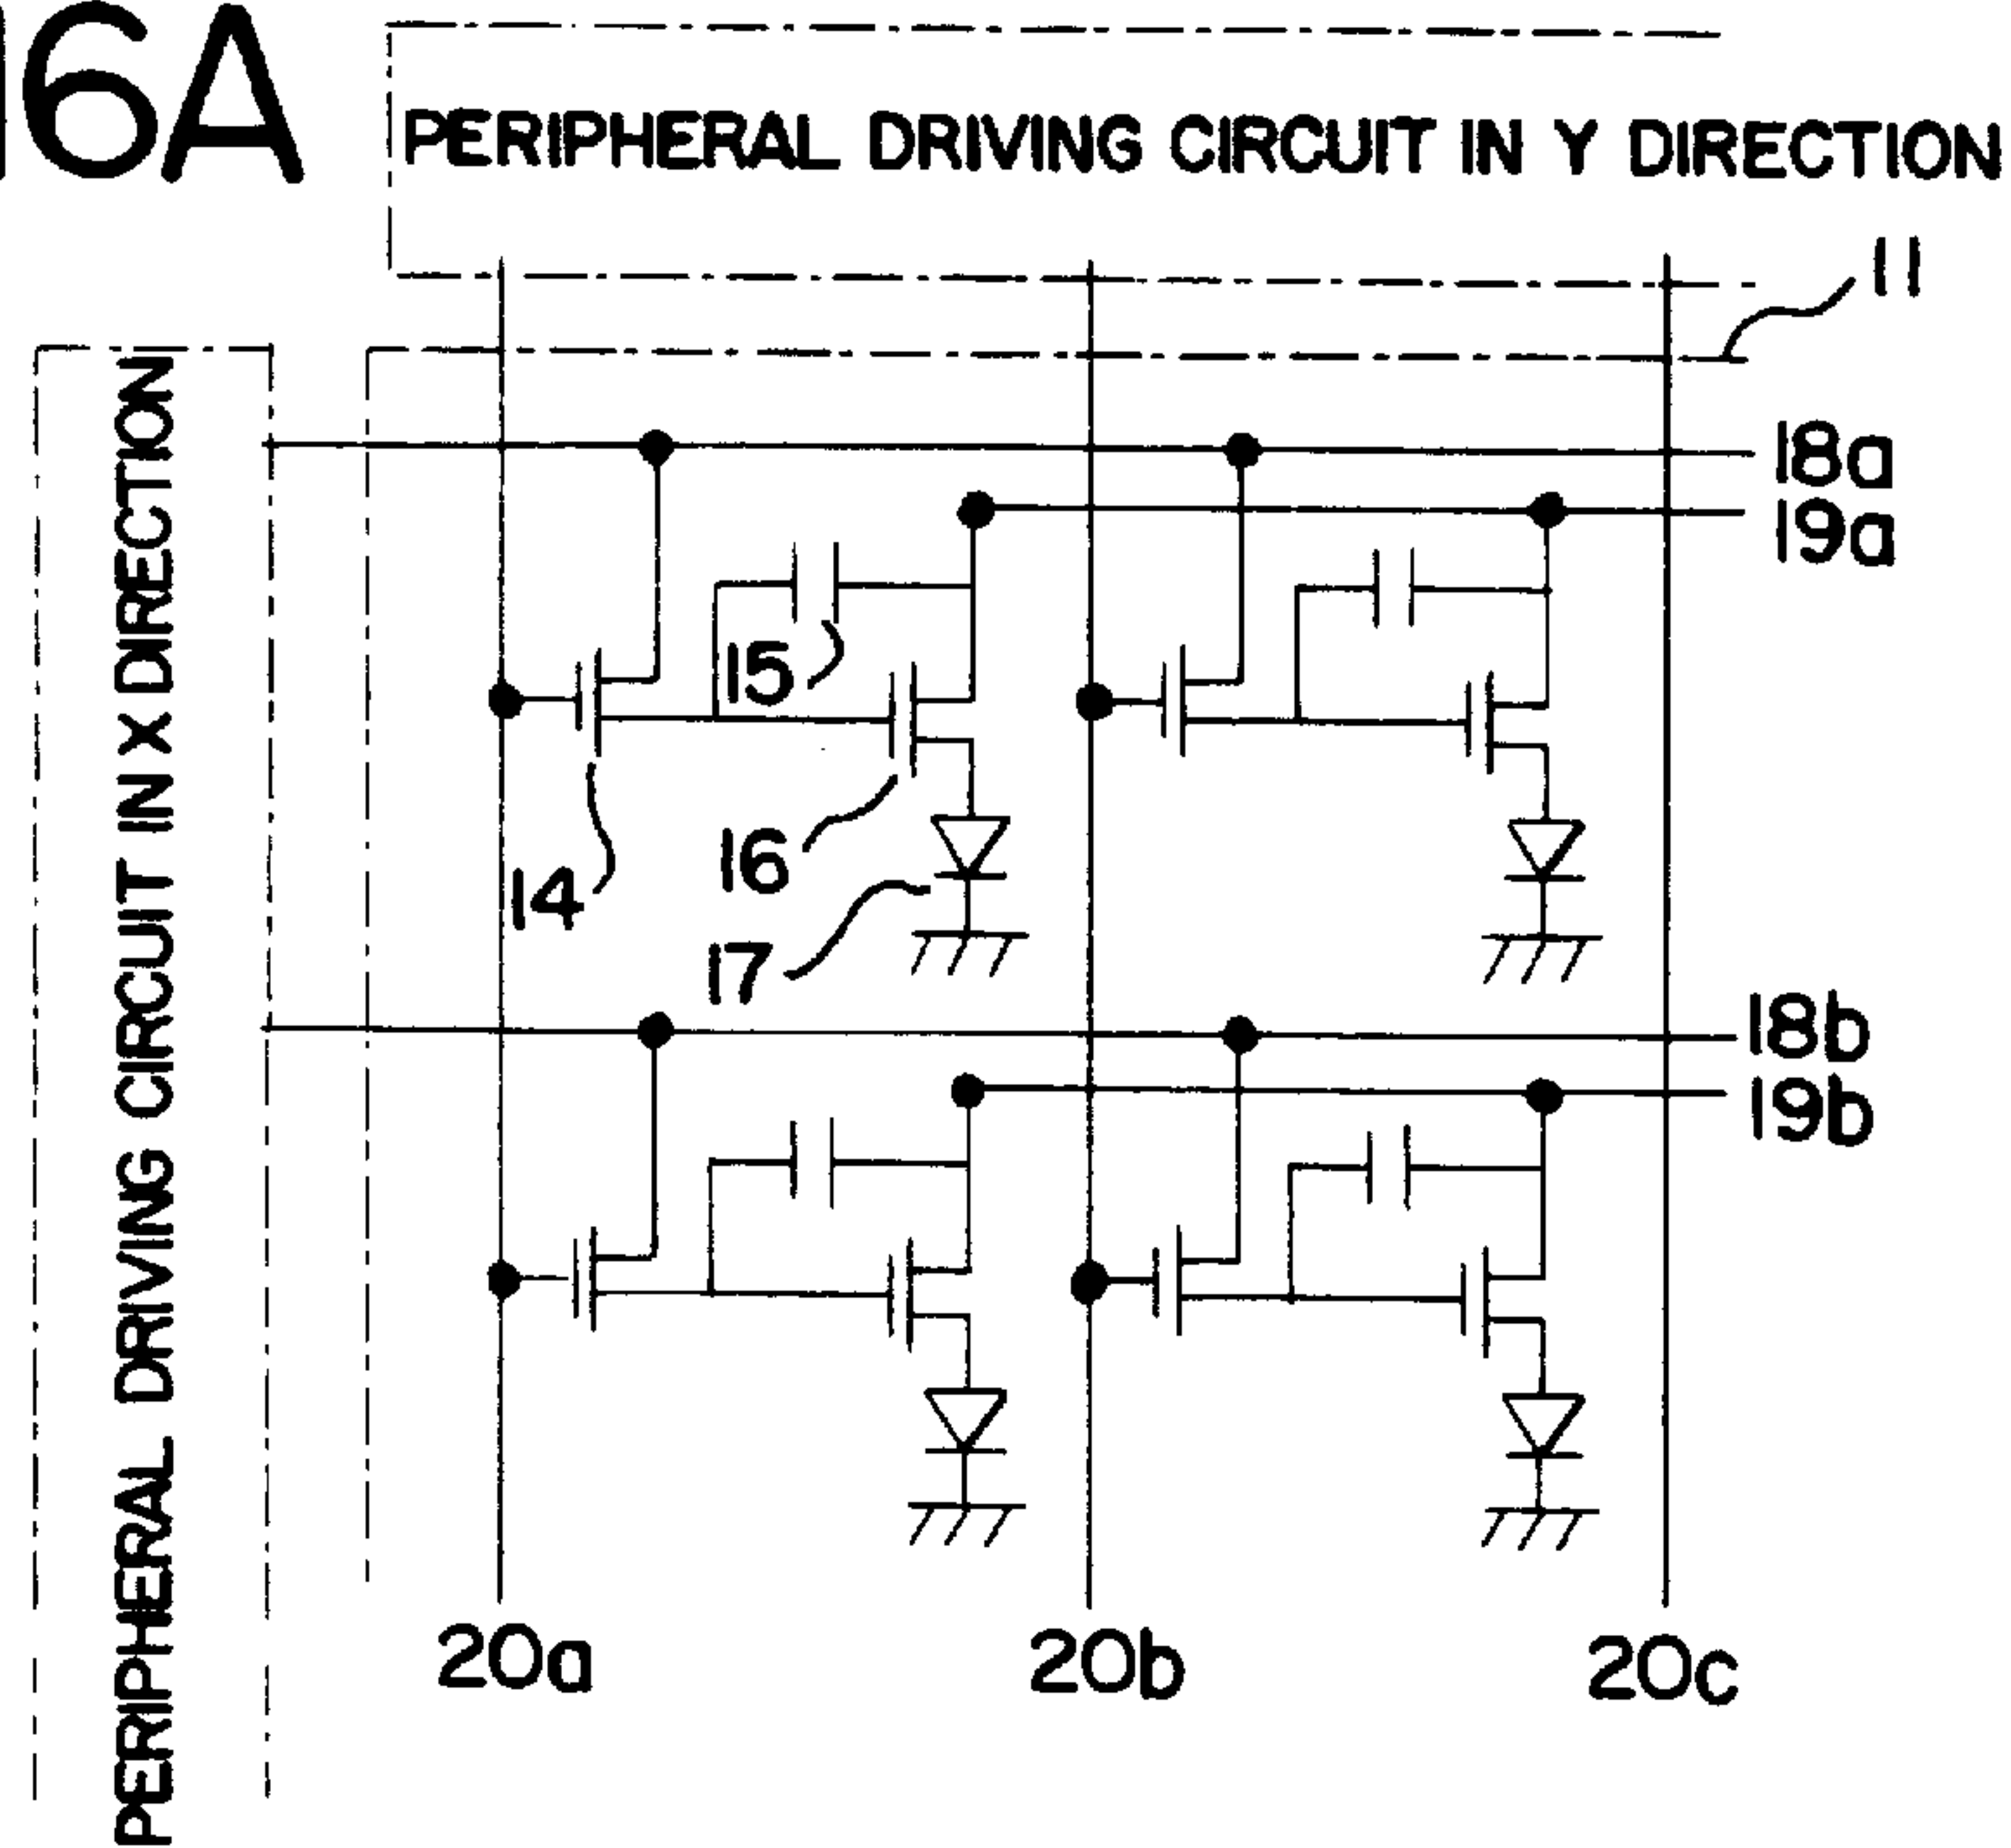 16A
PERIPHERAL DRIVING CIRCUIT IN Y DIRECTION
11
PERIPHERAL DRIVING CIRCUIT IN X DIRECTION
18a
19a
15
16
14
17
18b
19b
20a
20b
20c